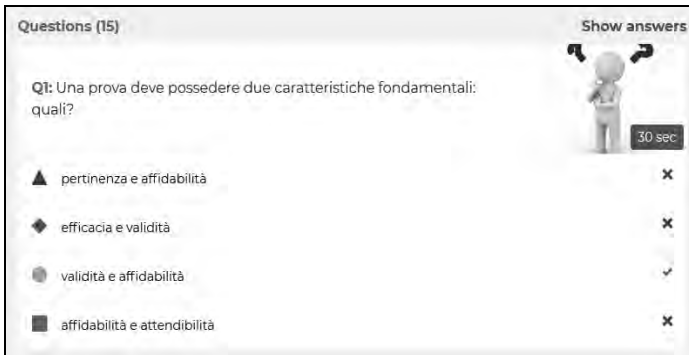 Questions (15)
Show answers
Q1: Una prova deve possedere due caratteristiche fondamentali:
quali?
30 sec
pertinenza e affidabilità
efficacia e validità
validità e affidabilità
affidabilità e attendibilità